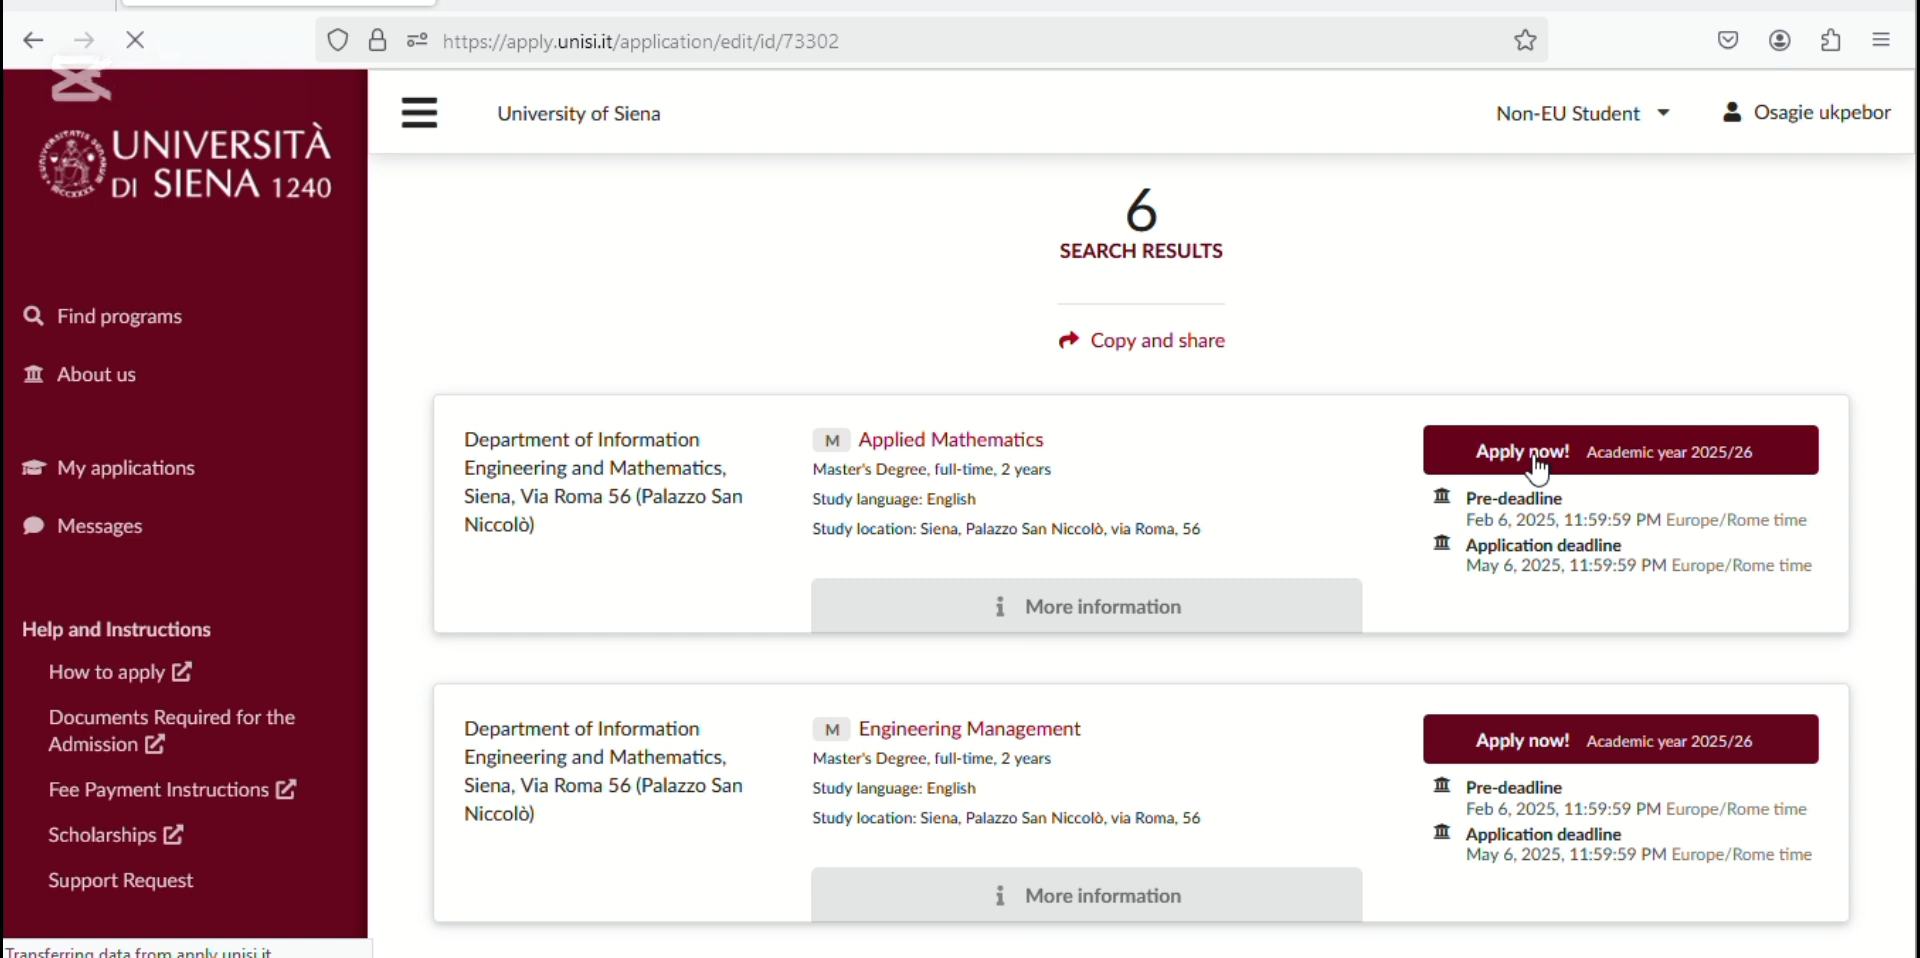 https://apply.unisi.it/application/edit/id/73302
UNIVERSITÀ
DI SIENA 1240
University of Siena
Non-EU Student
Osagie ukpebor
Find programs
About us
My applications
Messages
Help and Instructions
How to apply
Documents Required for the
Admission
Fee Payment Instructions
Scholarships
Support Request
6
SEARCH RESULTS
Copy and share
Department of Information
Engineering and Mathematics,
Siena, Via Roma 56 (Palazzo San
Niccolò)
M Applied Mathematics
Master's Degree, full-time, 2 years
Study language: English
Study location: Siena, Palazzo San Niccolò, via Roma, 56
More information
Apply now! Academic year 2025/26
Pre-deadline
Feb 6, 2025, 11:59:59 PM Europe/Rome time
Application deadline
May 6, 2025, 11:59:59 PM Europe/Rome time
Department of Information
Engineering and Mathematics,
Siena, Via Roma 56 (Palazzo San
Niccolò)
M Engineering Management
Master's Degree, full-time, 2 years
Study language: English
Study location: Siena, Palazzo San Niccolò, via Roma, 56
More information
Apply now! Academic year 2025/26
Pre-deadline
Feb 6, 2025, 11:59:59 PM Europe/Rome time
Application deadline
May 6, 2025, 11:59:59 PM Europe/Rome time
Transferring data from apply.unisi.it